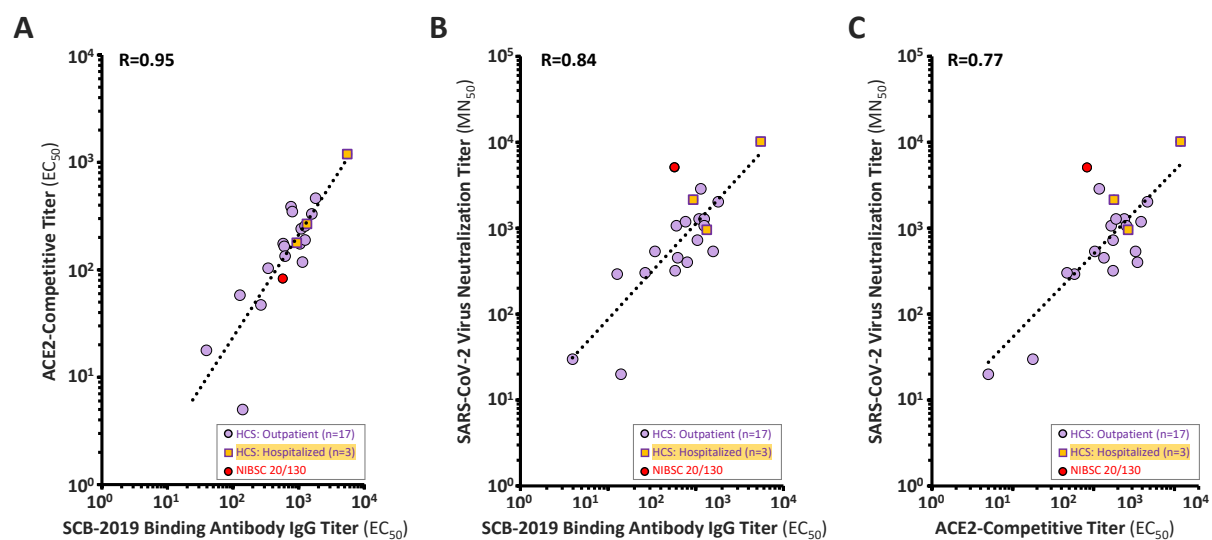 A
B
C
R=0.95
R=0.84
R=0.77
ACE2-Competitive Titer (EC50)
10^4
10^3
10^2
10^1
10^0
10^0 10^1 10^2 10^3 10^4
SCB-2019 Binding Antibody IgG Titer (EC50)
HCS: Outpatient (n=17)
HCS: Hospitalized (n=3)
NIBSC 20/130
SARS-CoV-2 Virus Neutralization Titer (MN50)
10^5
10^4
10^3
10^2
10^1
10^0
10^0 10^1 10^2 10^3 10^4
SCB-2019 Binding Antibody IgG Titer (EC50)
HCS: Outpatient (n=17)
HCS: Hospitalized (n=3)
NIBSC 20/130
SARS-CoV-2 Virus Neutralization Titer (MN50)
10^5
10^4
10^3
10^2
10^1
10^0
10^0 10^1 10^2 10^3 10^4
ACE2-Competitive Titer (EC50)
HCS: Outpatient (n=17)
HCS: Hospitalized (n=3)
NIBSC 20/130